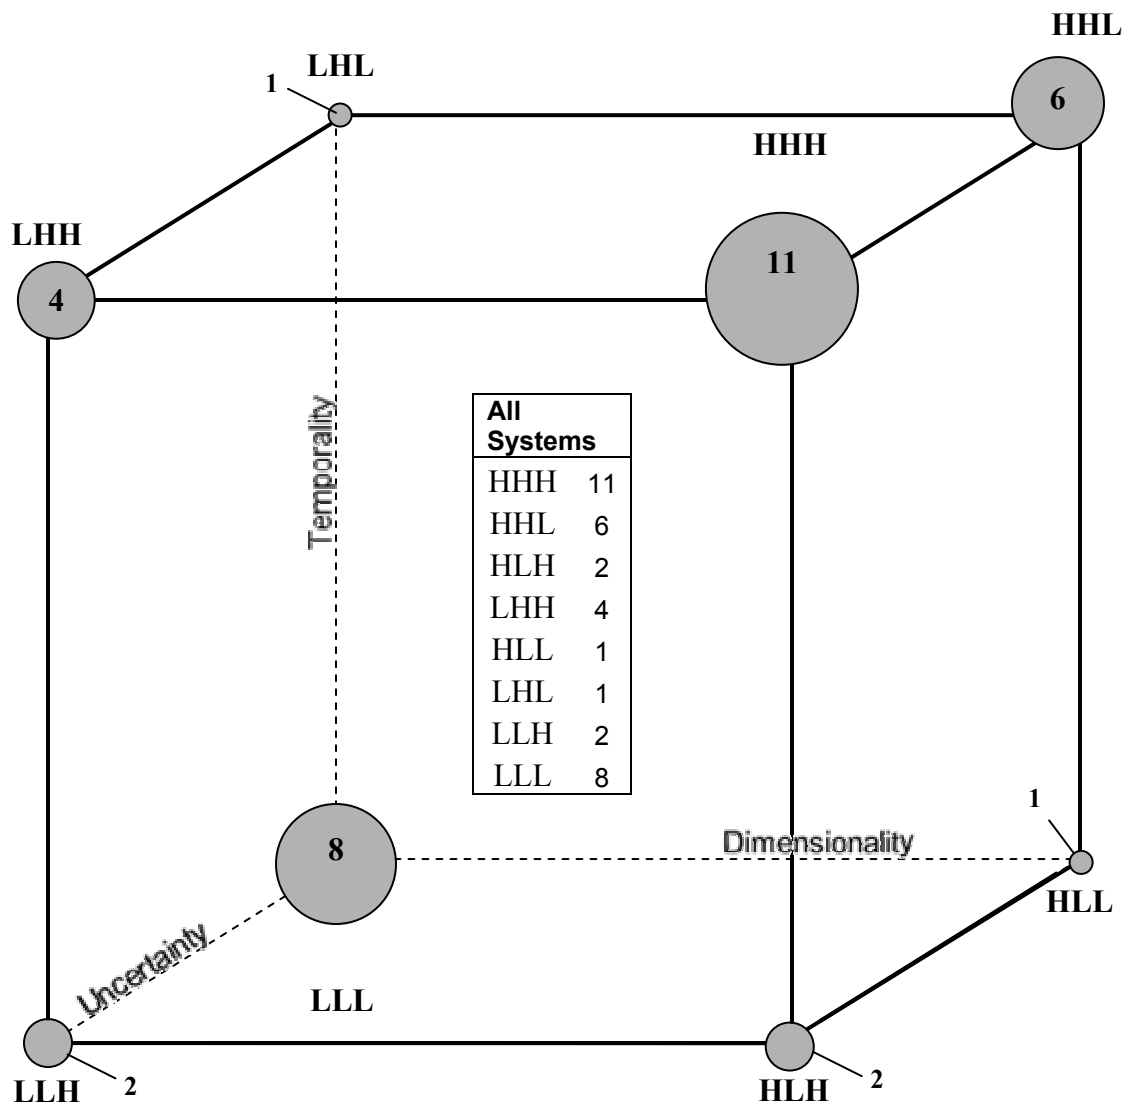 HHL
LHL
1
6
HHH
LHH
11
4
Temporality
All
Systems
HHH 11
HHL 6
HLH 2
LHH 4
HLL 1
LHL 1
LLH 2
LLL 8
1
Dimensionality
8
HLL
Uncertainty
LLL
2
2
LLH
HLH